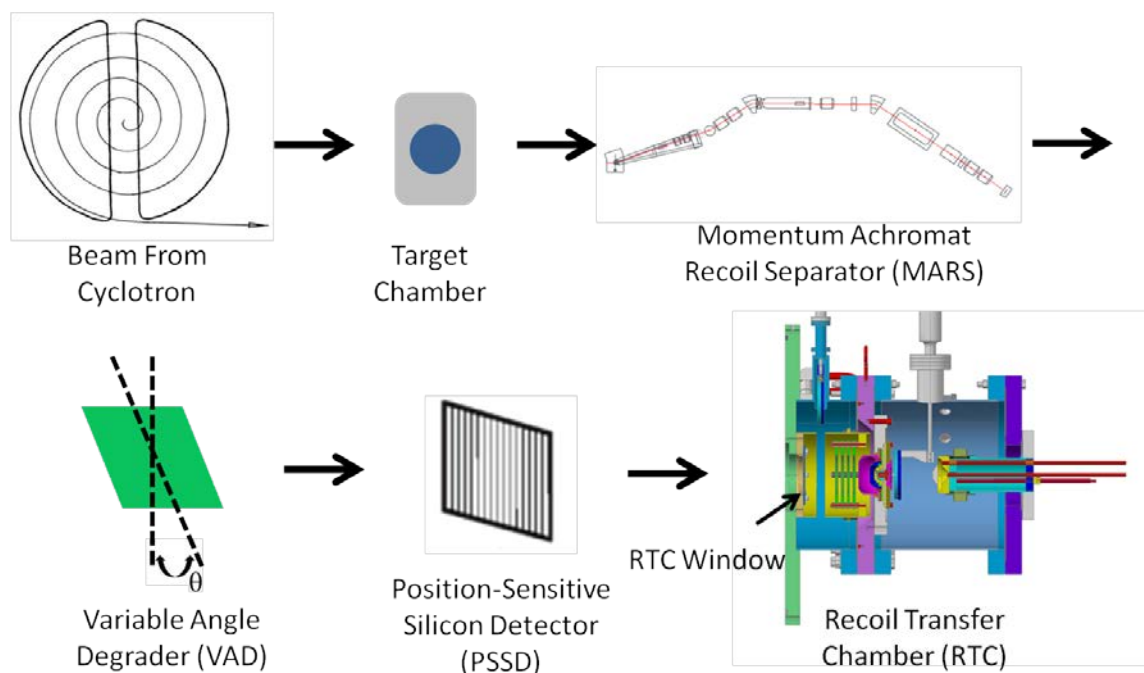 Beam From
Cyclotron
Target
Chamber
Momentum Achromat
Recoil Separator (MARS)
θ
Variable Angle
Degrader (VAD)
Position-Sensitive
Silicon Detector
(PSSD)
RTC Window
Recoil Transfer
Chamber (RTC)